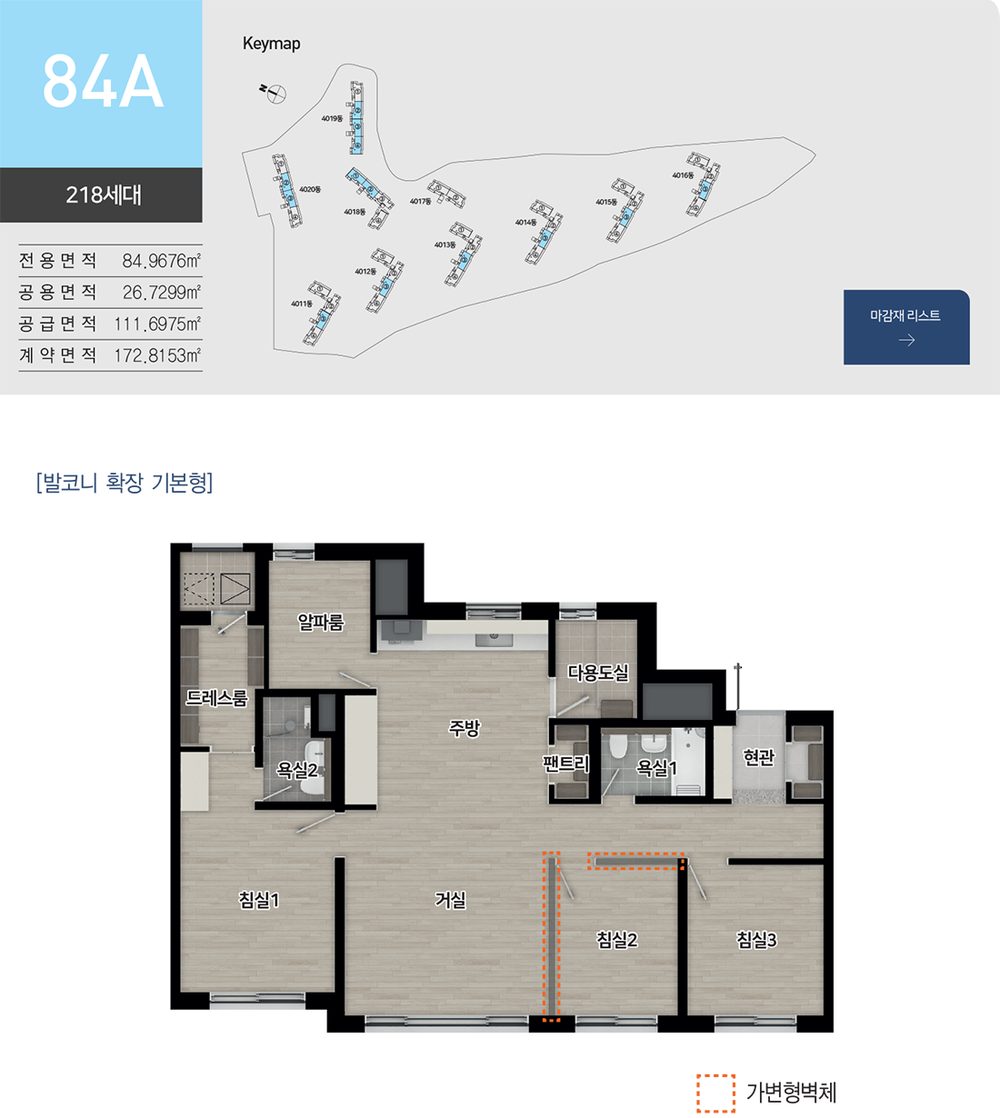 84A
218세대
전용면적 84.9676㎡
공용면적 26.7299㎡
공급면적 111.6975㎡
계약면적 172.8153㎡
Keymap
N
4019동
4020동
4018동
4017동
4016동
4015동
4014동
4013동
4012동
4011동
마감재 리스트
→
[발코니 확장 기본형]
알파룸
드레스룸
다용도실
주방
욕실2
팬트리
욕실1
현관
침실1
거실
침실2
침실3
가변형벽체